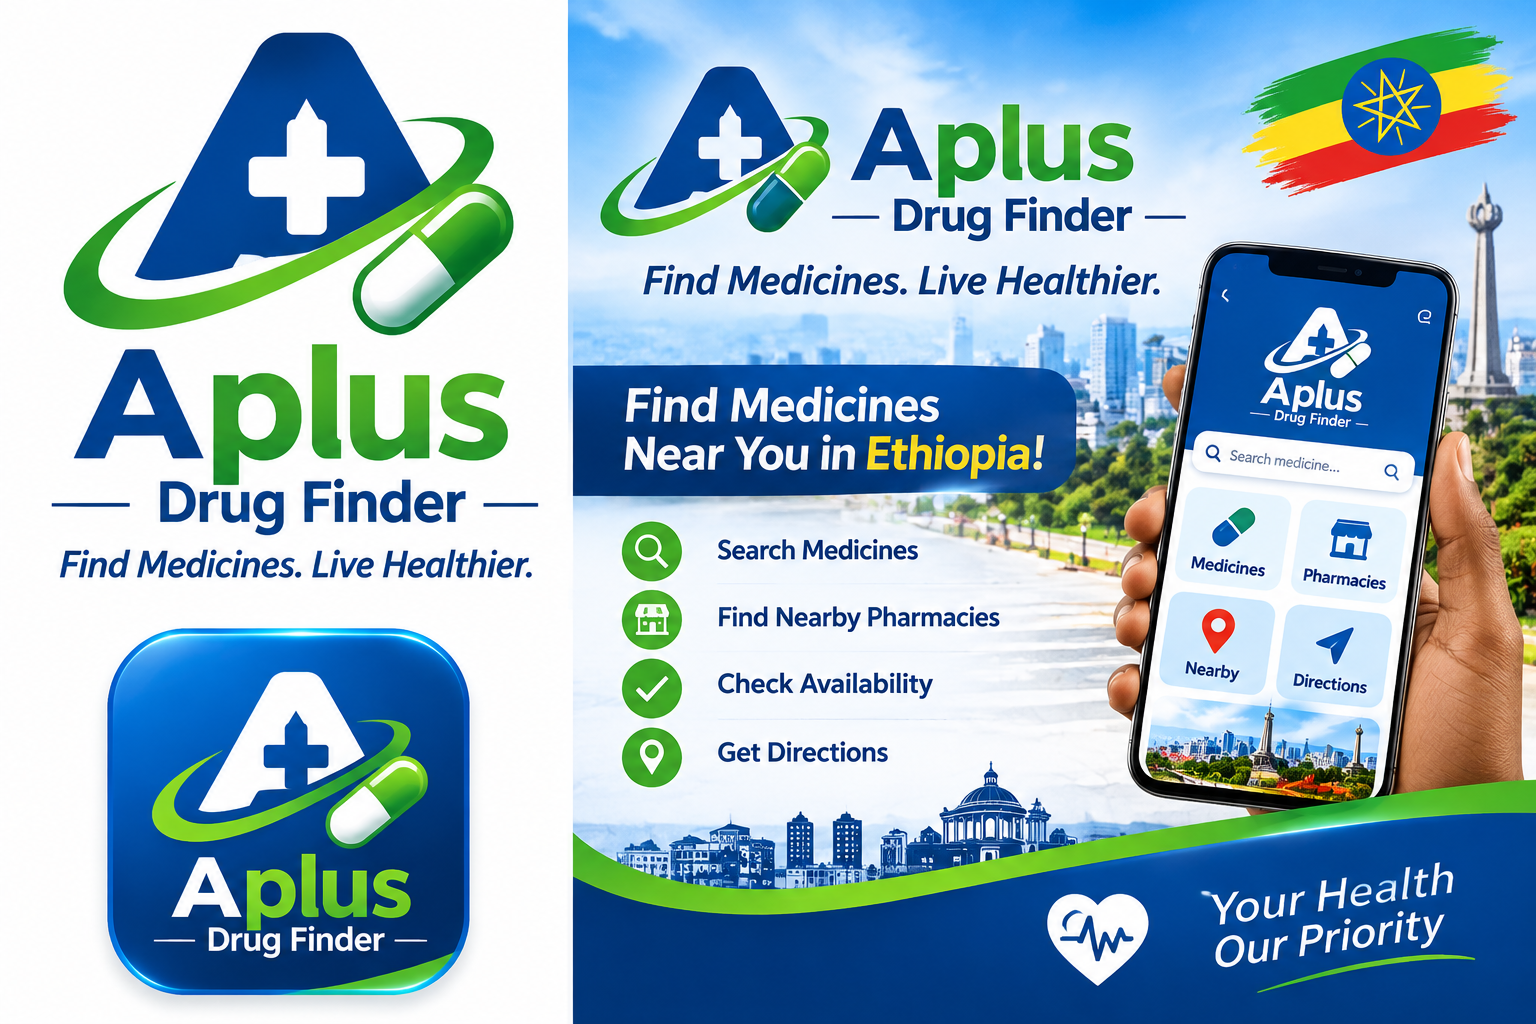 Aplus
Drug Finder
Find Medicines. Live Healthier.
Aplus
Drug Finder
Aplus
Drug Finder
Find Medicines. Live Healthier.
Find Medicines
Near You in Ethiopia!
Search Medicines
Find Nearby Pharmacies
Check Availability
Get Directions
Aplus
Drug Finder
Search medicine...
Medicines
Pharmacies
Nearby
Directions
Your Health
Our Priority